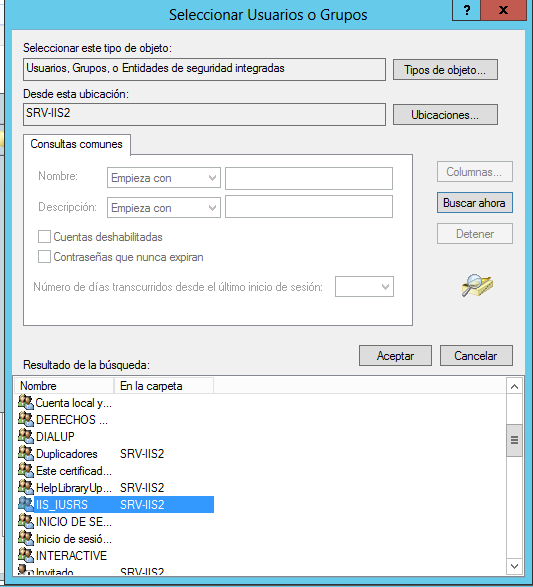 Seleccionar Usuarios o Grupos
? x
Seleccionar este tipo de objeto:
Usuarios, Grupos, o Entidades de seguridad integradas
Tipos de objeto...
Desde esta ubicación:
SRV-IIS2
Ubicaciones...
Consultas comunes
Nombre:
Empieza con
Descripción:
Empieza con
Cuentas deshabilitadas
Contraseñas que nunca expiran
Número de días transcurridos desde el último inicio de sesión:
Columnas...
Buscar ahora
Detener
Aceptar
Cancelar
Resultado de la búsqueda:
Nombre En la carpeta
Cuenta local y...
DERECHOS ...
DIALUP
Duplicadores SRV-IIS2
Este certificad...
HelpLibraryUp... SRV-IIS2
IIS_IUSRS SRV-IIS2
INICIO DE SE...
Inicio de sesió...
INTERACTIVE
Invitado SRV-IIS2